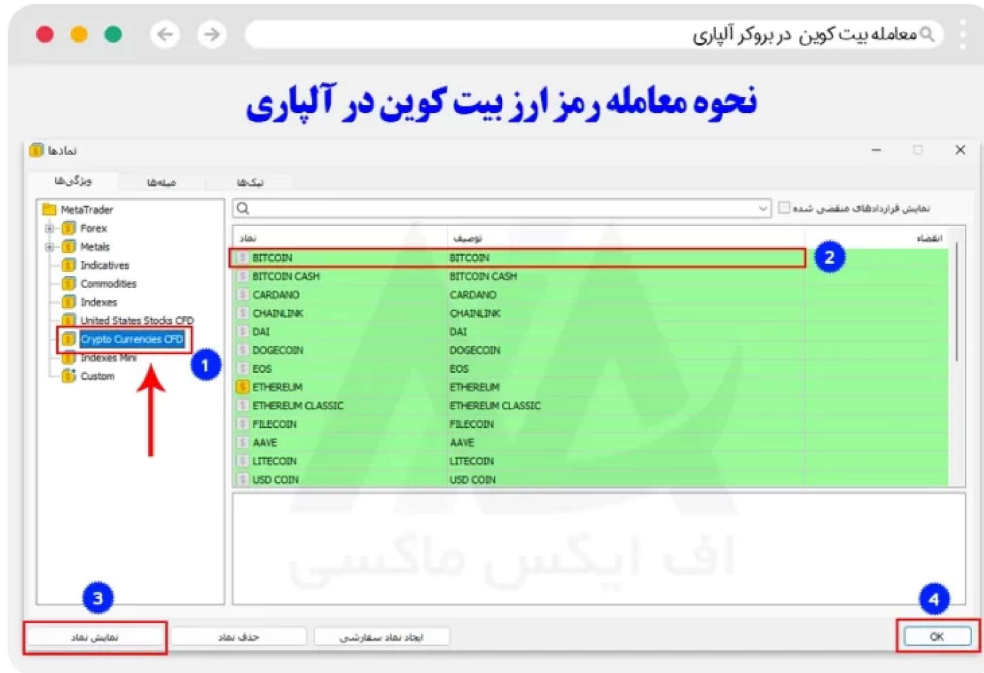 معامله بیت کوین در بروکر آلپاری
نحوه معامله رمز ارز بیت کوین در آلپاری
نمادها
ویژگی‌ها
میله‌ها
تیک‌ها
MetaTrader
Forex
Metals
Indicatives
Commodities
Indexes
United States Stocks CFD
Crypto Currencies CFD
Indexes Mini
Custom
1
نمایش قراردادهای منقضی شده
نماد توصیف انقضاء
BITCOIN BITCOIN
2
BITCOIN CASH BITCOIN CASH
CARDANO CARDANO
CHAINLINK CHAINLINK
DAI DAI
DOGECOIN DOGECOIN
EOS EOS
ETHEREUM ETHEREUM
ETHEREUM CLASSIC ETHEREUM CLASSIC
FILECOIN FILECOIN
AAVE AAVE
LITECOIN LITECOIN
USD COIN USD COIN
اف ایکس ماکسی
3
4
نمایش نماد
حذف نماد
ایجاد نماد سفارشی
OK